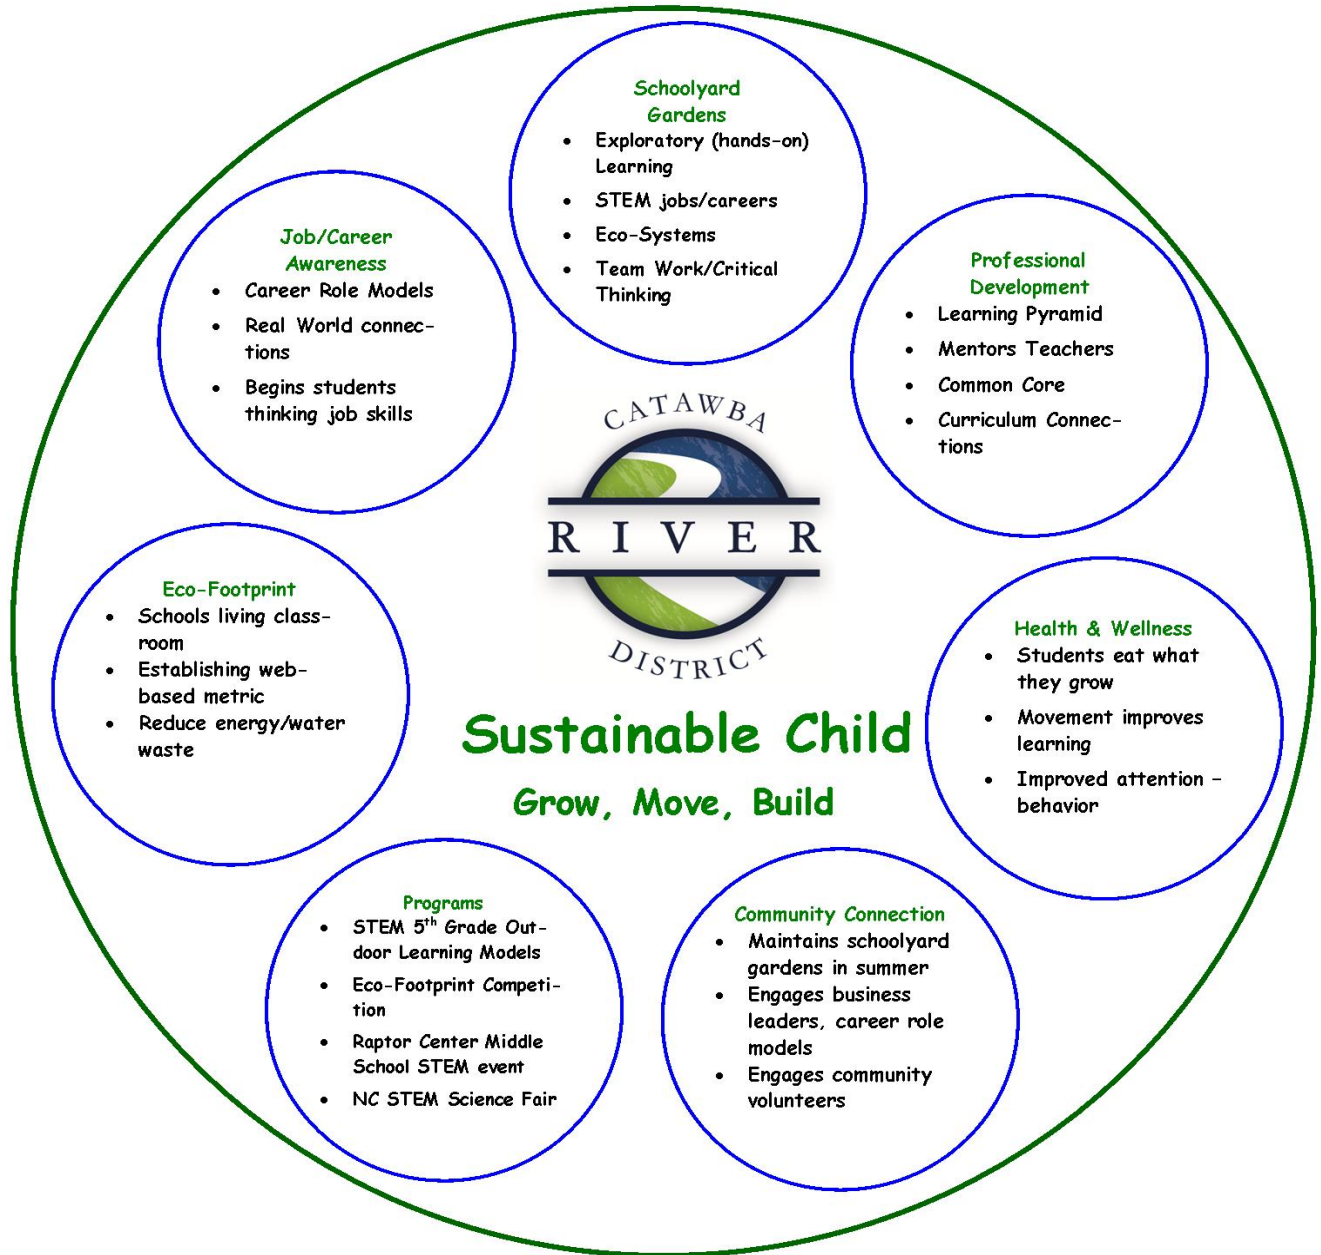 Schoolyard
Gardens
• Exploratory (hands-on)
Learning
• STEM jobs/careers
• Eco-Systems
• Team Work/Critical
Thinking
Job/Career
Awareness
• Career Role Models
• Real World connec-
tions
• Begins students
thinking job skills
Professional
Development
• Learning Pyramid
• Mentors Teachers
• Common Core
• Curriculum Connec-
tions
CATAWBA
RIVER
DISTRICT
Sustainable Child
Grow, Move, Build
Eco-Footprint
• Schools living class-
room
• Establishing web-
based metric
• Reduce energy/water
waste
Health & Wellness
• Students eat what
they grow
• Movement improves
learning
• Improved attention -
behavior
Programs
• STEM 5th Grade Out-
door Learning Models
• Eco-Footprint Competi-
tion
• Raptor Center Middle
School STEM event
• NC STEM Science Fair
Community Connection
• Maintains schoolyard
gardens in summer
• Engages business
leaders, career role
models
• Engages community
volunteers